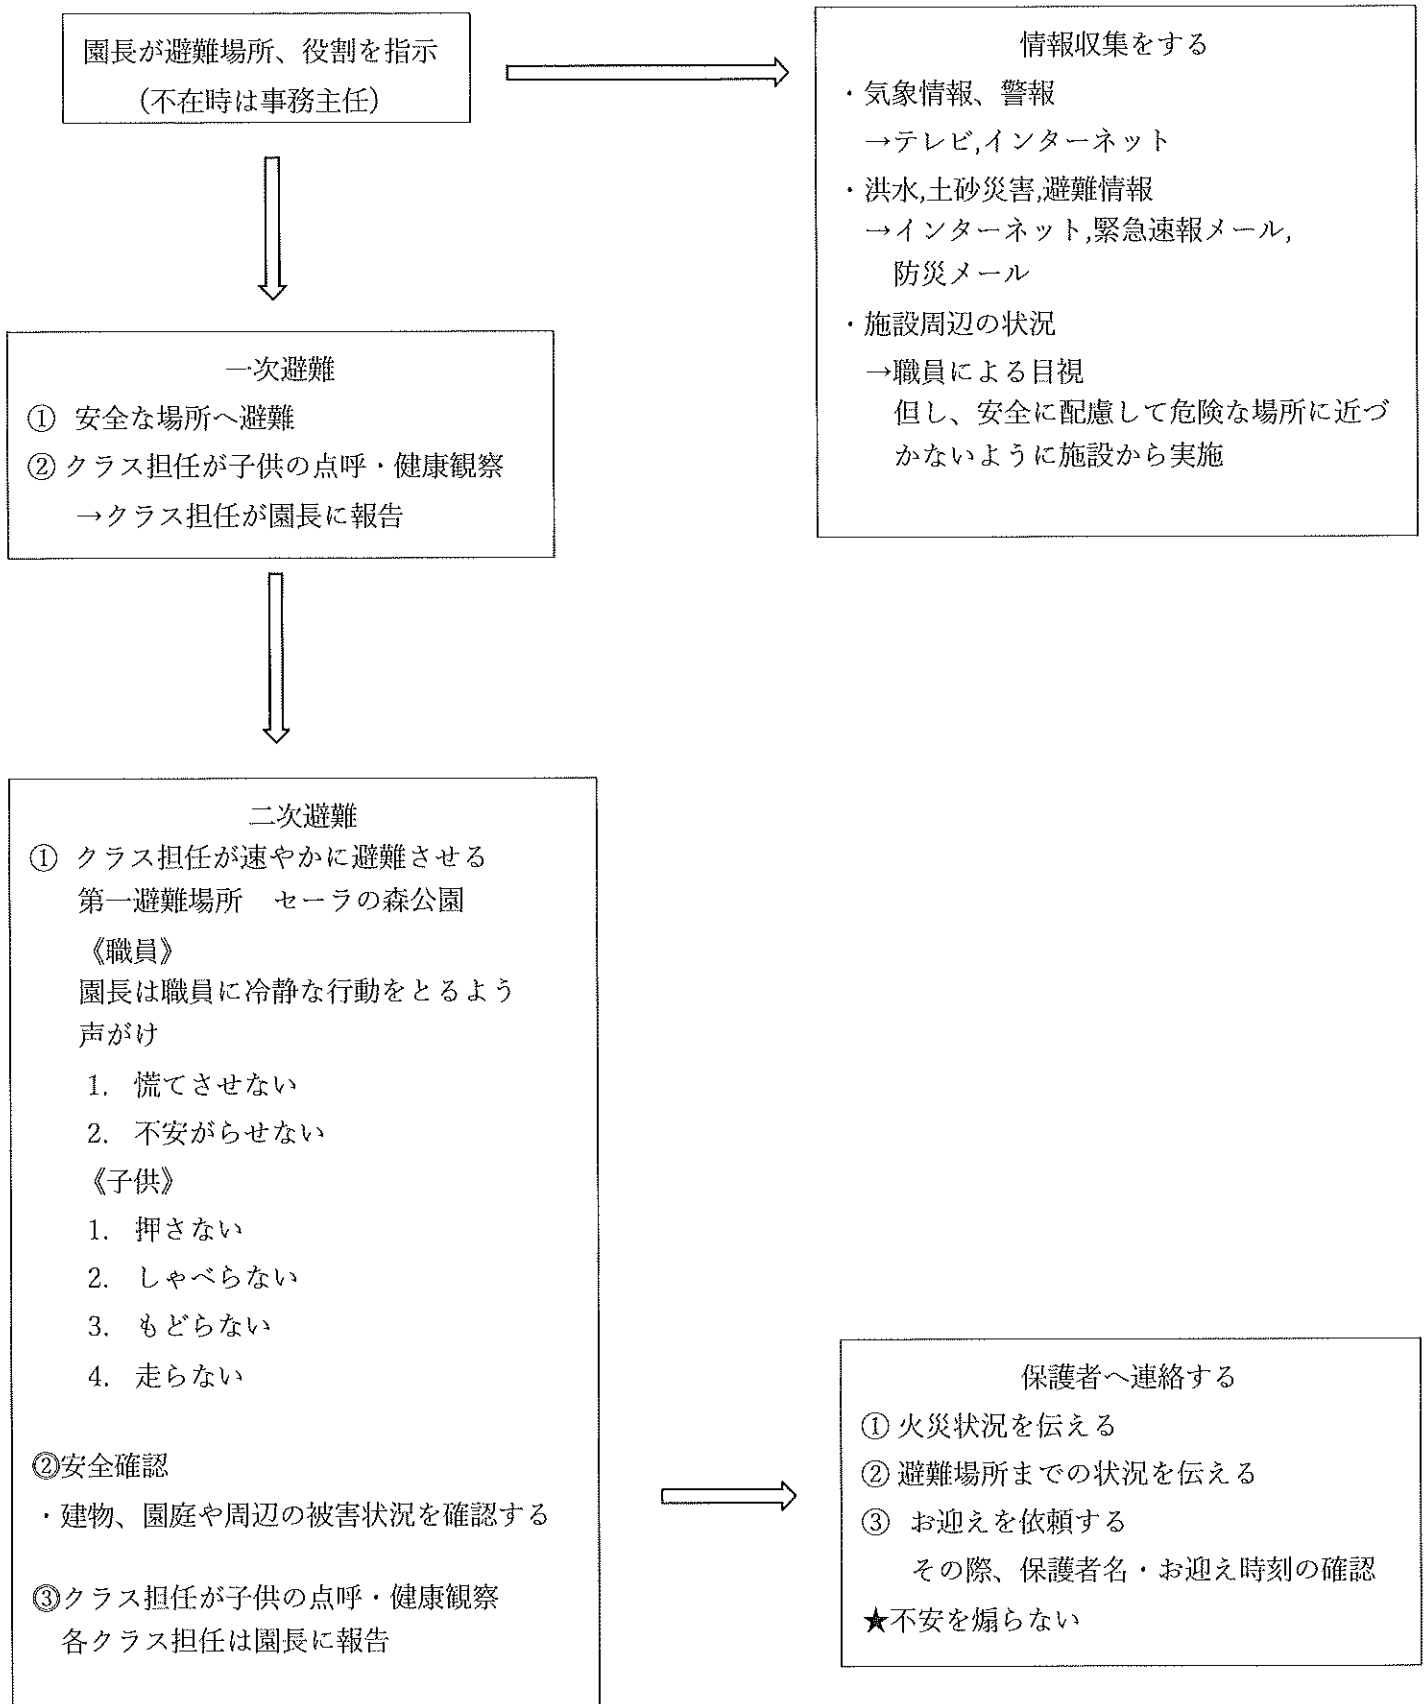 園長が避難場所、役割を指示
(不在時は事務主任)
情報収集をする
・気象情報、警報
→テレビ,インターネット
・洪水,土砂災害,避難情報
→インターネット,緊急速報メール,
防災メール
・施設周辺の状況
→職員による目視
但し、安全に配慮して危険な場所に近づ
かないように施設から実施
一次避難
① 安全な場所へ避難
② クラス担任が子供の点呼・健康観察
→クラス担任が園長に報告
二次避難
① クラス担任が速やかに避難させる
第一避難場所　セーラの森公園
《職員》
園長は職員に冷静な行動をとるよう
声がけ
1. 慌てさせない
2. 不安がらせない
《子供》
1. 押さない
2. しゃべらない
3. もどらない
4. 走らない
②安全確認
・建物、園庭や周辺の被害状況を確認する
③クラス担任が子供の点呼・健康観察
各クラス担任は園長に報告
保護者へ連絡する
① 火災状況を伝える
② 避難場所までの状況を伝える
③ お迎えを依頼する
その際、保護者名・お迎え時刻の確認
★不安を煽らない